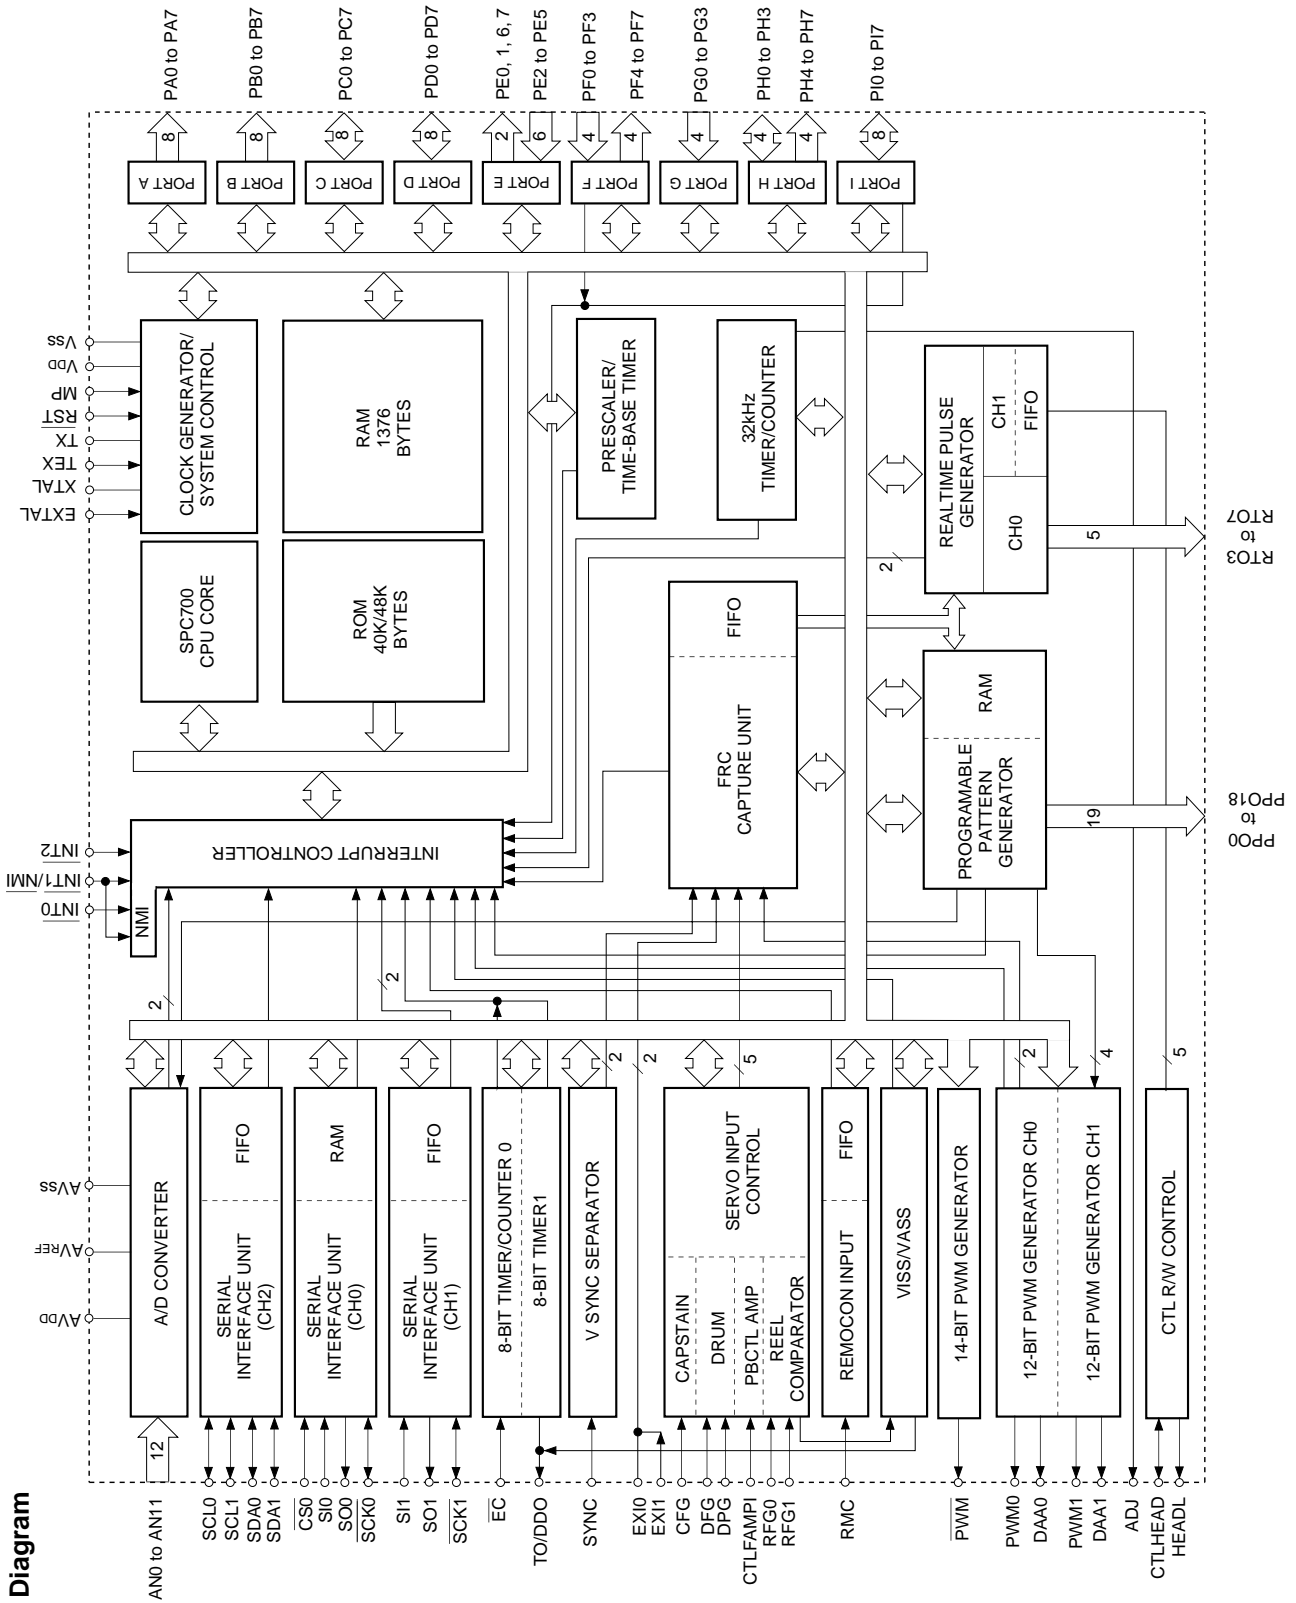 Diagram
AN0 to AN11
SCL0
SCL1
SDA0
SDA1
CS0
SI0
SO0
SCK0
SI1
SO1
SCK1
EC
TO/DDO
SYNC
EXI0
EXI1
CFG
DFG
DPG
CTLFAMPI
RFG0
RFG1
RMC
PWM
PWM0
DAA0
PWM1
DAA1
ADJ
CTLHEAD
HEADL
12
AVDD
AVREF
AVSS
A/D CONVERTER
SERIAL
INTERFACE UNIT
(CH2)
FIFO
SERIAL
INTERFACE UNIT
(CH0)
RAM
SERIAL
INTERFACE UNIT
(CH1)
FIFO
8-BIT TIMER/COUNTER 0
8-BIT TIMER1
V SYNC SEPARATOR
CAPSTAIN
DRUM
PBCTL AMP
REEL
COMPARATOR
SERVO INPUT
CONTROL
REMOCON INPUT
FIFO
VISS/VASS
14-BIT PWM GENERATOR
12-BIT PWM GENERATOR CH0
12-BIT PWM GENERATOR CH1
CTL R/W CONTROL
2
2
2
2
5
2
4
5
INT0
INT1/NMI
INT2
NMI
INTERRUPT CONTROLLER
FRC
CAPTURE UNIT
FIFO
PROGRAMABLE
PATTERN
GENERATOR
RAM
19
PPO0
to
PPO18
SPC700
CPU CORE
ROM
40K/48K
BYTES
EXTAL
XTAL
TEX
TX
RST
MP
VDD
VSS
CLOCK GENERATOR/
SYSTEM CONTROL
RAM
1376
BYTES
PRESCALER/
TIME-BASE TIMER
32kHz
TIMER/COUNTER
2
REALTIME PULSE
GENERATOR
CH0
CH1
FIFO
5
RTO3
to
RTO7
PORT A
PORT B
PORT C
PORT D
PORT E
PORT F
PORT G
PORT H
PORT I
8
8
8
8
2
6
4
4
4
4
4
8
PA0 to PA7
PB0 to PB7
PC0 to PC7
PD0 to PD7
PE0, 1, 6, 7
PE2 to PE5
PF0 to PF3
PF4 to PF7
PG0 to PG3
PH0 to PH3
PH4 to PH7
PI0 to PI7